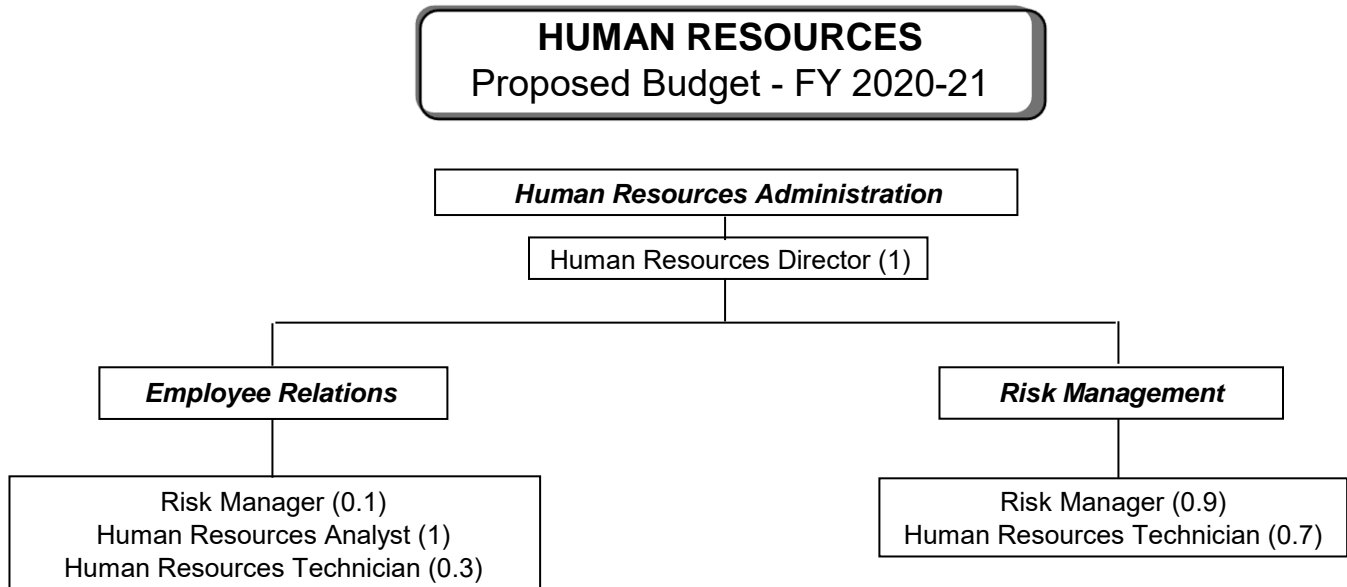 HUMAN RESOURCES
Proposed Budget - FY 2020-21
Human Resources Administration
Human Resources Director (1)
Employee Relations
Risk Manager (0.1)
Human Resources Analyst (1)
Human Resources Technician (0.3)
Risk Management
Risk Manager (0.9)
Human Resources Technician (0.7)